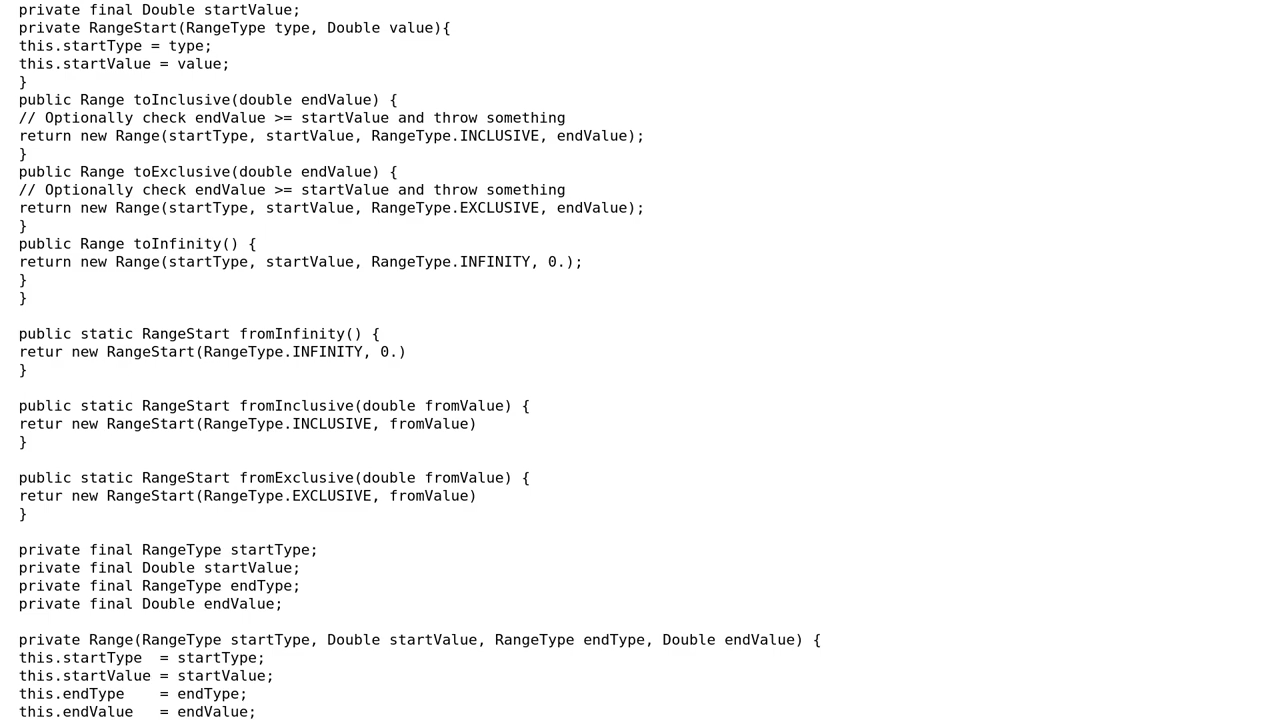 private final Double startValue;
private RangeStart(RangeType type, Double value){
this.startType = type;
this.startValue = value;
}
public Range toInclusive(double endValue) {
// Optionally check endValue >= startValue and throw something
return new Range(startType, startValue, RangeType.INCLUSIVE, endValue);
}
public Range toExclusive(double endValue) {
// Optionally check endValue >= startValue and throw something
return new Range(startType, startValue, RangeType.EXCLUSIVE, endValue);
}
public Range toInfinity() {
return new Range(startType, startValue, RangeType.INFINITY, 0.);
}
}

public static RangeStart fromInfinity() {
retur new RangeStart(RangeType.INFINITY, 0.)
}

public static RangeStart fromInclusive(double fromValue) {
retur new RangeStart(RangeType.INCLUSIVE, fromValue)
}

public static RangeStart fromExclusive(double fromValue) {
retur new RangeStart(RangeType.EXCLUSIVE, fromValue)
}

private final RangeType startType;
private final Double startValue;
private final RangeType endType;
private final Double endValue;

private Range(RangeType startType, Double startValue, RangeType endType, Double endValue) {
this.startType  = startType;
this.startValue = startValue;
this.endType    = endType;
this.endValue   = endValue;